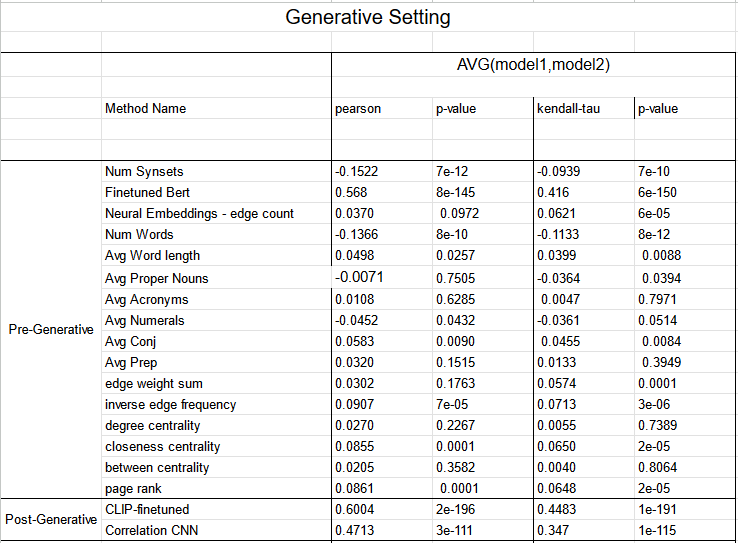 Generative Setting
AVG(model1,model2)
Method Name pearson p-value kendall-tau p-value
Num Synsets -0.1522 7e-12 -0.0939 7e-10
Finetuned Bert 0.568 8e-145 0.416 6e-150
Neural Embeddings - edge count 0.0370 0.0972 0.0621 6e-05
Num Words -0.1366 8e-10 -0.1133 8e-12
Avg Word length 0.0498 0.0257 0.0399 0.0088
Avg Proper Nouns -0.0071 0.7505 -0.0364 0.0394
Avg Acronyms 0.0108 0.6285 0.0047 0.7971
Avg Numerals -0.0452 0.0432 -0.0361 0.0514
Pre-Generative
Avg Conj 0.0583 0.0090 0.0455 0.0084
Avg Prep 0.0320 0.1515 0.0133 0.3949
edge weight sum 0.0302 0.1763 0.0574 0.0001
inverse edge frequency 0.0907 7e-05 0.0713 3e-06
degree centrality 0.0270 0.2267 0.0055 0.7389
closeness centrality 0.0855 0.0001 0.0650 2e-05
between centrality 0.0205 0.3582 0.0040 0.8064
page rank 0.0861 0.0001 0.0648 2e-05
Post-Generative
CLIP-finetuned 0.6004 2e-196 0.4483 1e-191
Correlation CNN 0.4713 3e-111 0.347 1e-115